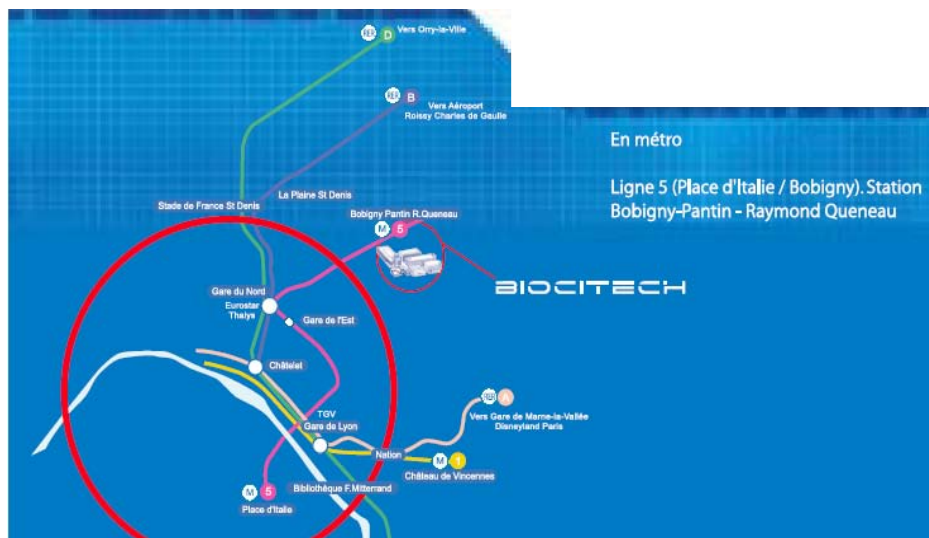 RER D Vers Orry-la-Ville
RER B
Vers Aéroport
Roissy Charles de Gaulle
En métro
Ligne 5 (Place d'Italie / Bobigny). Station
Bobigny-Pantin - Raymond Queneau
La Plaine St Denis
Stade de France St Denis
Bobigny Pantin R.Queneau
M 5
BIOCITECH
Gare du Nord
Eurostar
Thalys
Gare de l'Est
Châtelet
RER A
Vers Gare de Marne-la-Vallée
Disneyland Paris
TGV
Gare de Lyon
Nation
M 1
Château de Vincennes
Bibliothèque F.Mitterrand
M 5
Place d'Italie